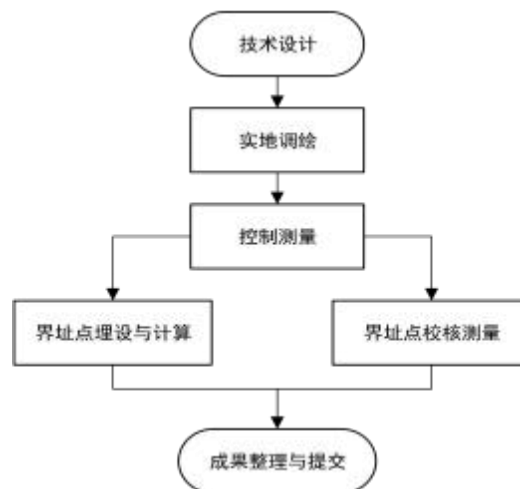 技术设计
实地调绘
控制测量
界址点埋设与计算
界址点校核测量
成果整理与提交